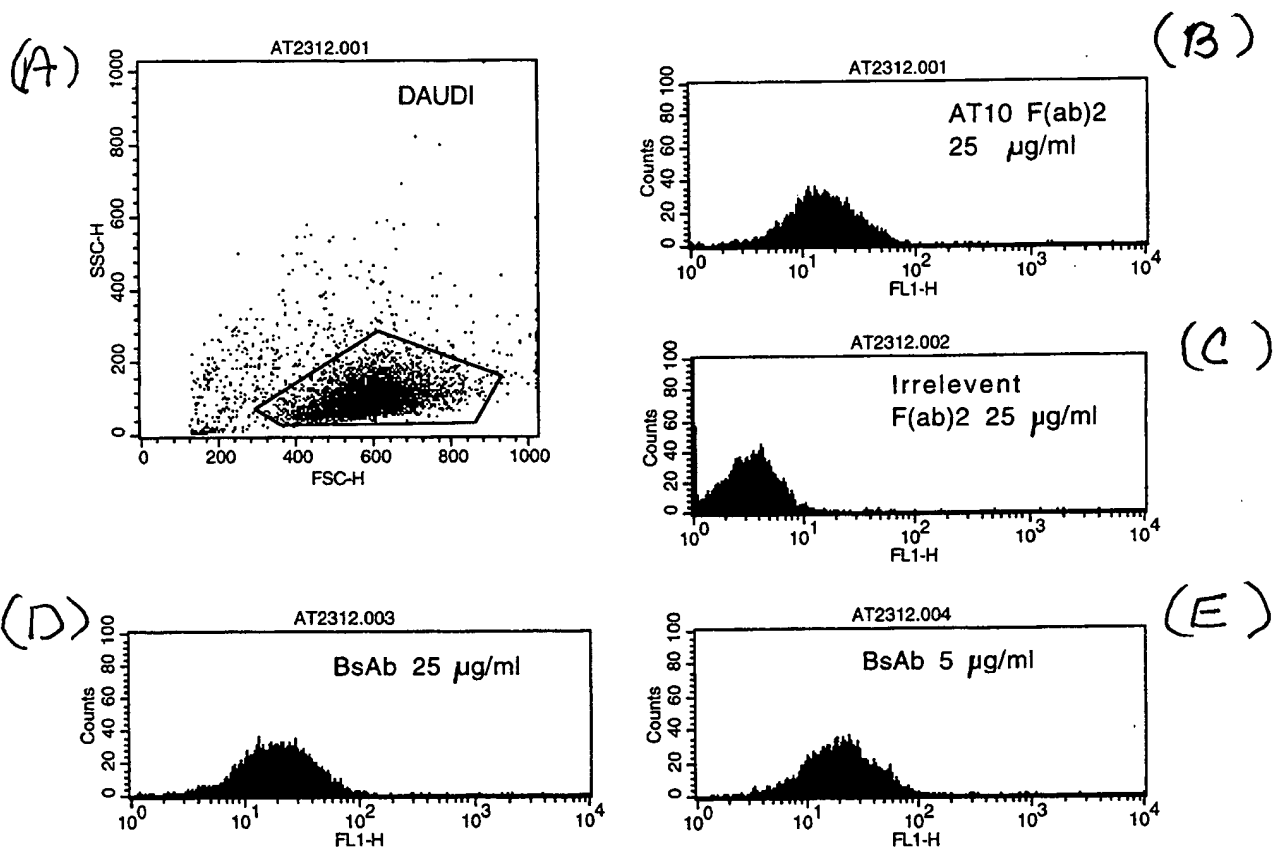 (A)
AT2312.001
DAUDI
1000
800
600
400
200
0
SSC-H
0 200 400 600 800 1000
FSC-H
(B)
AT2312.001
AT10 F(ab)2
25 µg/ml
100
80
60
40
20
0
Counts
10^0 10^1 10^2 10^3 10^4
FL1-H
(C)
AT2312.002
Irrelevent
F(ab)2 25 µg/ml
100
80
60
40
20
0
Counts
10^0 10^1 10^2 10^3 10^4
FL1-H
(D)
AT2312.003
BsAb 25 µg/ml
100
80
60
40
20
0
Counts
10^0 10^1 10^2 10^3 10^4
FL1-H
(E)
AT2312.004
BsAb 5 µg/ml
100
80
60
40
20
0
Counts
10^0 10^1 10^2 10^3 10^4
FL1-H